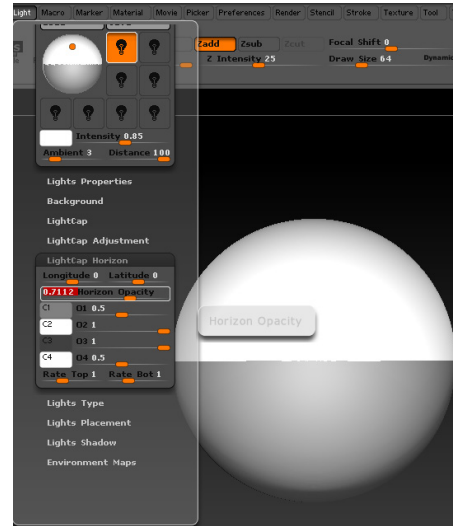 Light Macro Marker Material Movie Picker Preferences Render Stencil Stroke Texture Tool
Zadd Zsub Zcut Focal Shift 0
Z Intensity 25 Draw Size 64 Dynamic
Intensity 0.85
Ambient 3 Distance 100
Lights Properties
Background
LightCap
LightCap Adjustment
LightCap Horizon
Longitude 0 Latitude 0
0.7112 Horizon Opacity
C1 O1 0.5
Horizon Opacity
C2 O2 1
C3 O3 1
C4 O4 0.5
Rate Top 1 Rate Bot 1
Lights Type
Lights Placement
Lights Shadow
Environment Maps